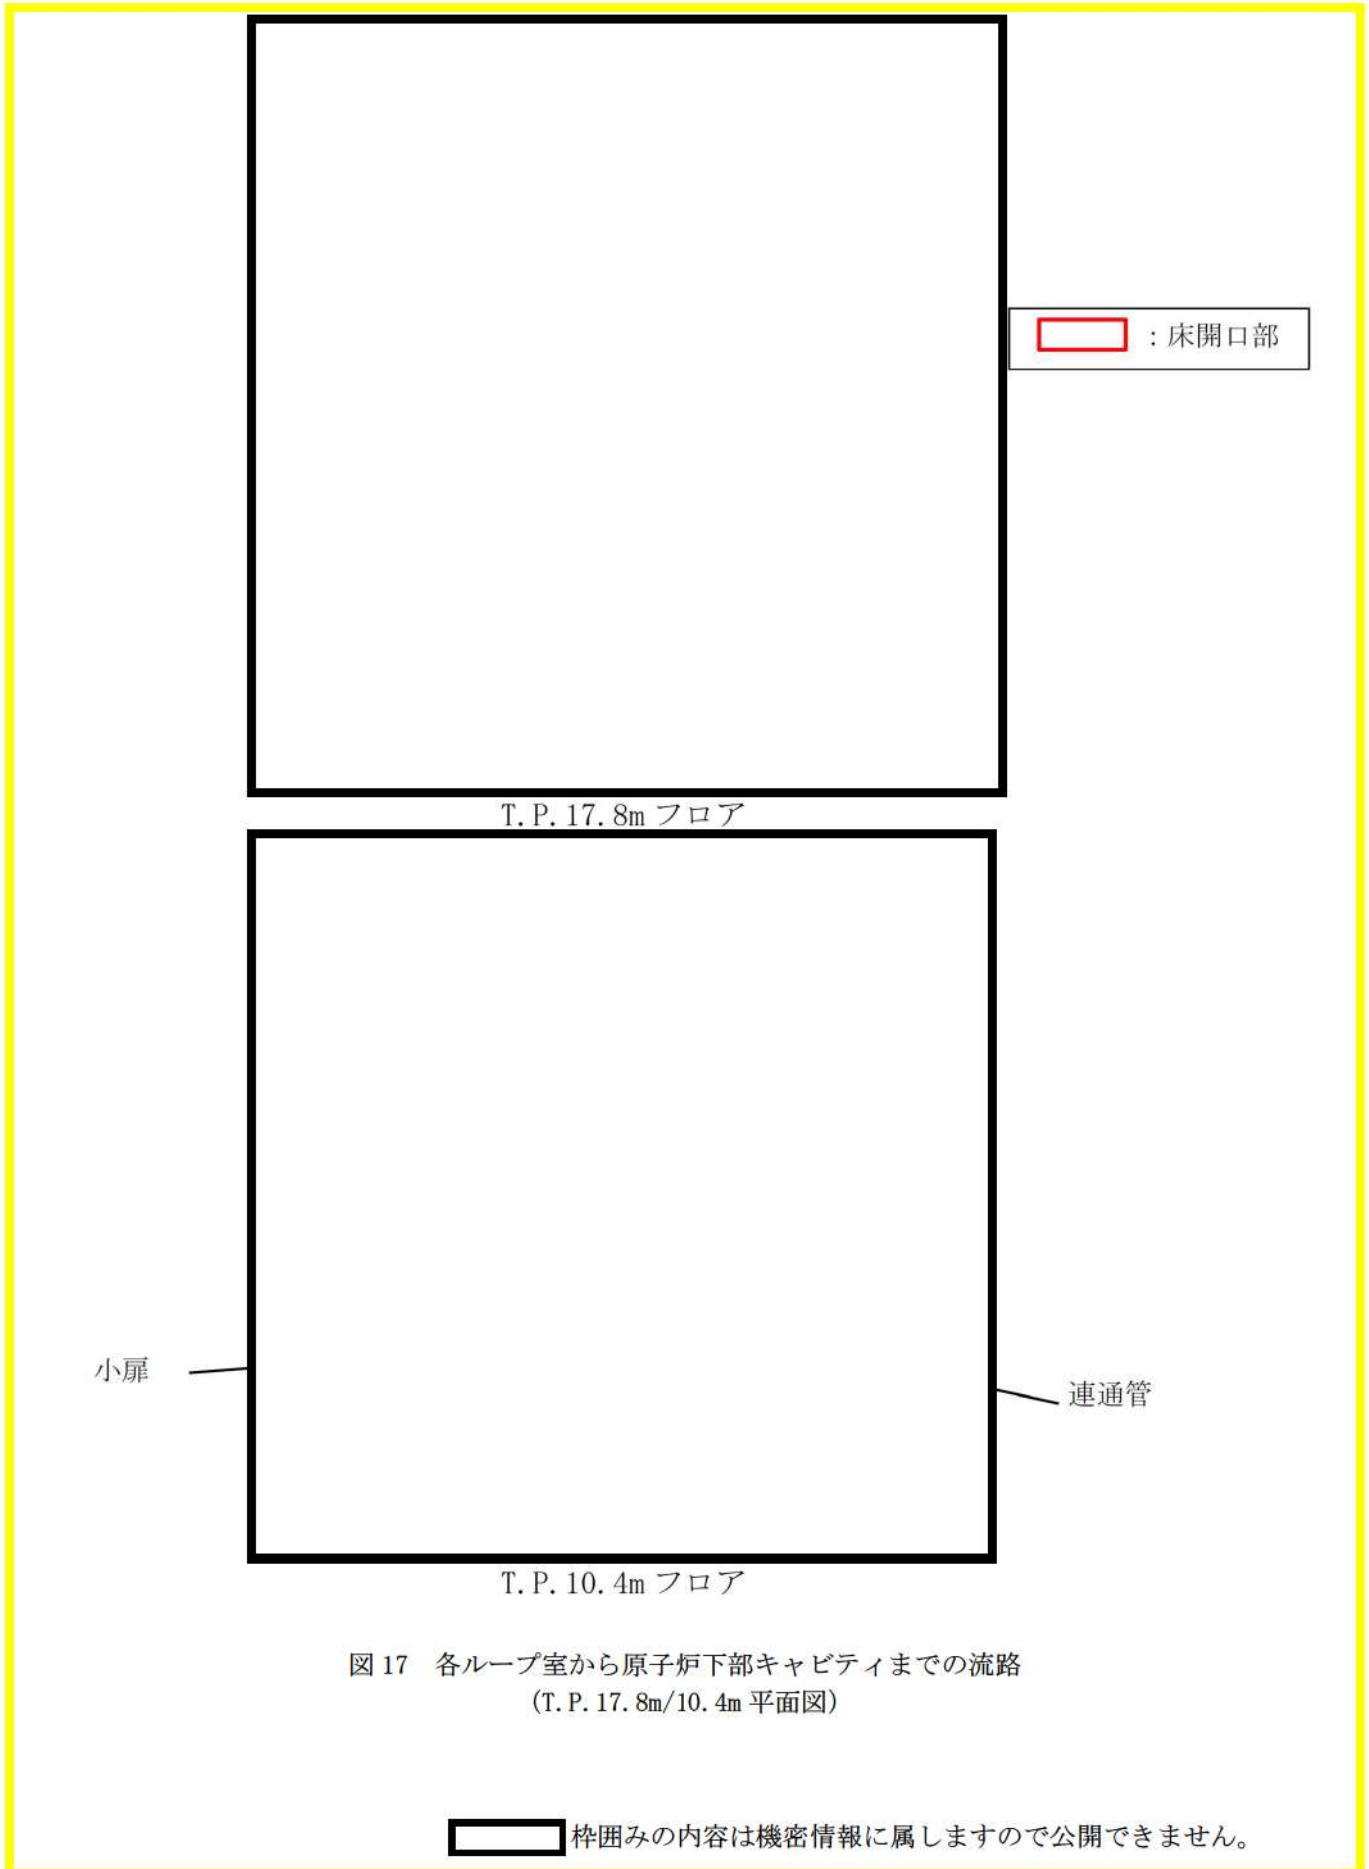 ：床開口部
T.P.17.8m フロア
小扉
連通管
T.P.10.4m フロア
図 17　各ループ室から原子炉下部キャビティまでの流路
(T.P.17.8m/10.4m 平面図)
枠囲みの内容は機密情報に属しますので公開できません。